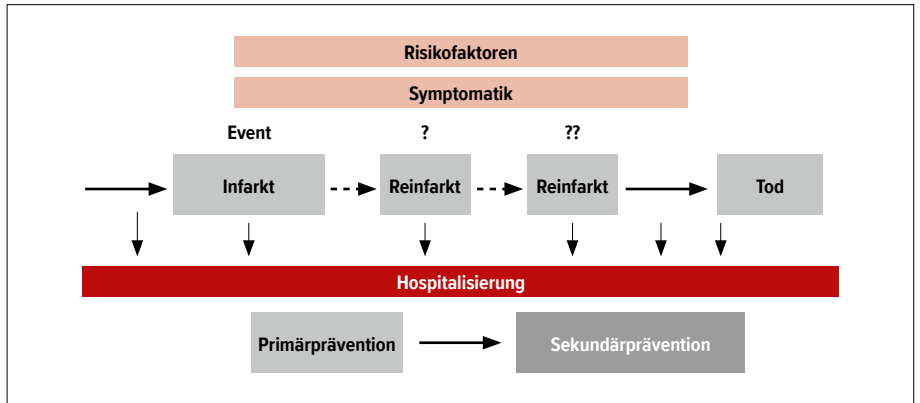 Risikofaktoren
Symptomatik
Event ? ??
Infarkt Reinfarkt Reinfarkt Tod
Hospitalisierung
Primärprävention Sekundärprävention